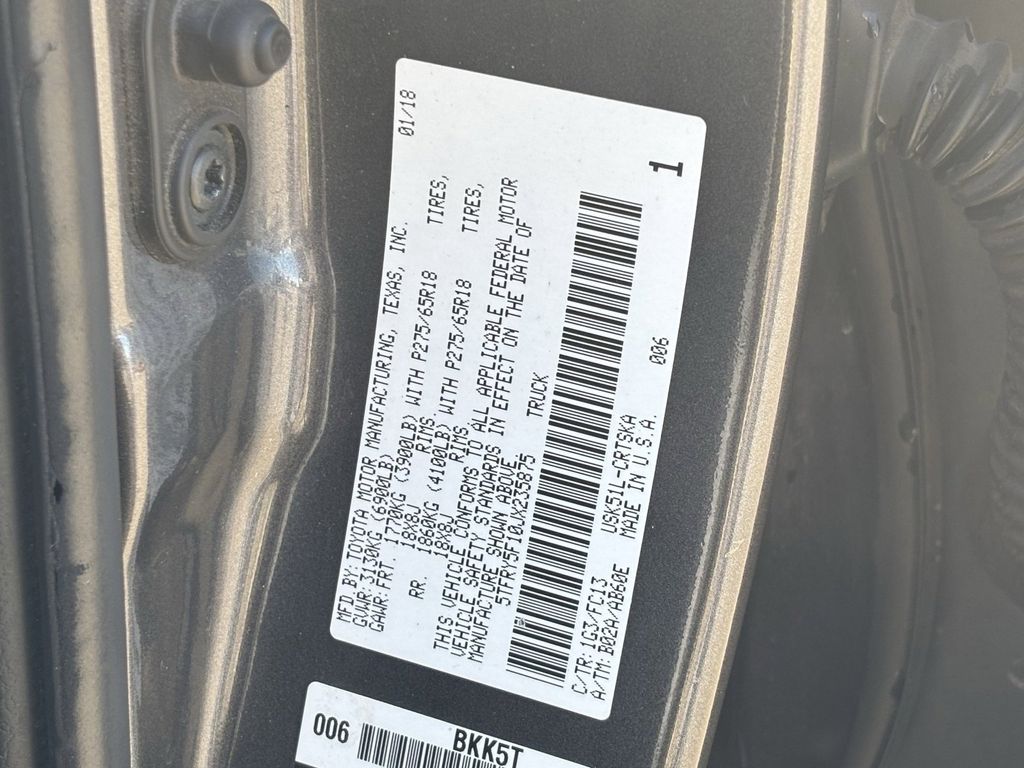 MFD.BY:TOYOTA MOTOR MANUFACTURING, TEXAS, INC. 01/18
GVWR:3130KG (6900LB)
GAWR:FRT. 1770KG (3900LB) WITH P275/65R18 TIRES,
18X8J RIMS
RR. 1860KG (4100LB) WITH P275/65R18 TIRES,
18X8J RIMS
THIS VEHICLE CONFORMS TO ALL APPLICABLE FEDERAL MOTOR
VEHICLE SAFETY STANDARDS IN EFFECT ON THE DATE OF
MANUFACTURE SHOWN ABOVE.
5TFRY5F10JX235875 TRUCK
C/TR:1G3/FC13 USK51L-CRTSKA 006 1
A/TM: B02A/AB60E MADE IN U.S.A.
006 BKK5T